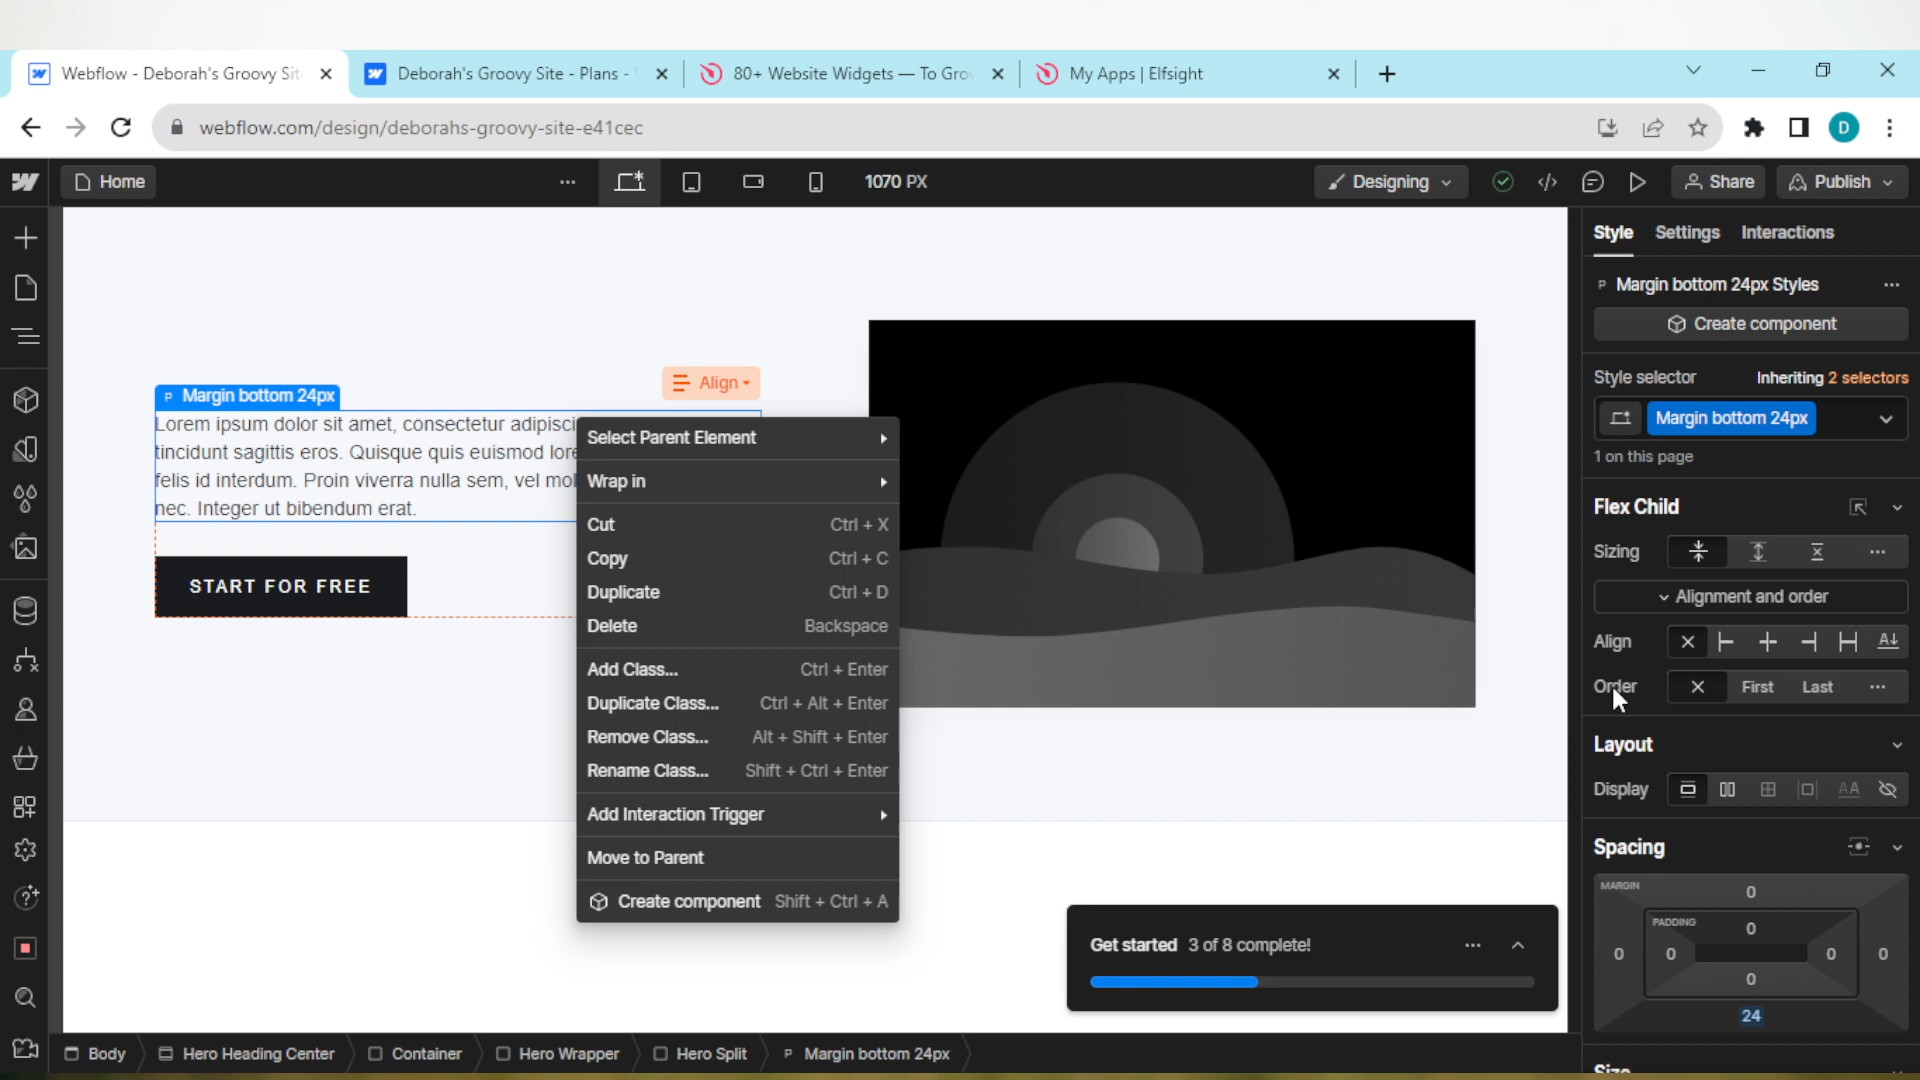 Webflow - Deborah's Groovy Sit
Deborah's Groovy Site - Plans -
80+ Website Widgets — To Gro
My Apps | Elfsight
webflow.com/design/deborahs-groovy-site-e41cec
D
Home
1070 PX
Designing
Share
Publish
Style Settings Interactions
P Margin bottom 24px Styles
Create component
Style selector Inheriting 2 selectors
Margin bottom 24px
1 on this page
Flex Child
Sizing
Alignment and order
Align
Order First Last
Layout
Display
Spacing
MARGIN 0
PADDING 0
0 0 0 0
0
24
Align
P Margin bottom 24px
Lorem ipsum dolor sit amet, consectetur adipisci
tincidunt sagittis eros. Quisque quis euismod lore
felis id interdum. Proin viverra nulla sem, vel mol
nec. Integer ut bibendum erat.
START FOR FREE
Select Parent Element
Wrap in
Cut Ctrl + X
Copy Ctrl + C
Duplicate Ctrl + D
Delete Backspace
Add Class... Ctrl + Enter
Duplicate Class... Ctrl + Alt + Enter
Remove Class... Alt + Shift + Enter
Rename Class... Shift + Ctrl + Enter
Add Interaction Trigger
Move to Parent
Create component Shift + Ctrl + A
Get started 3 of 8 complete!
Body Hero Heading Center Container Hero Wrapper Hero Split P Margin bottom 24px